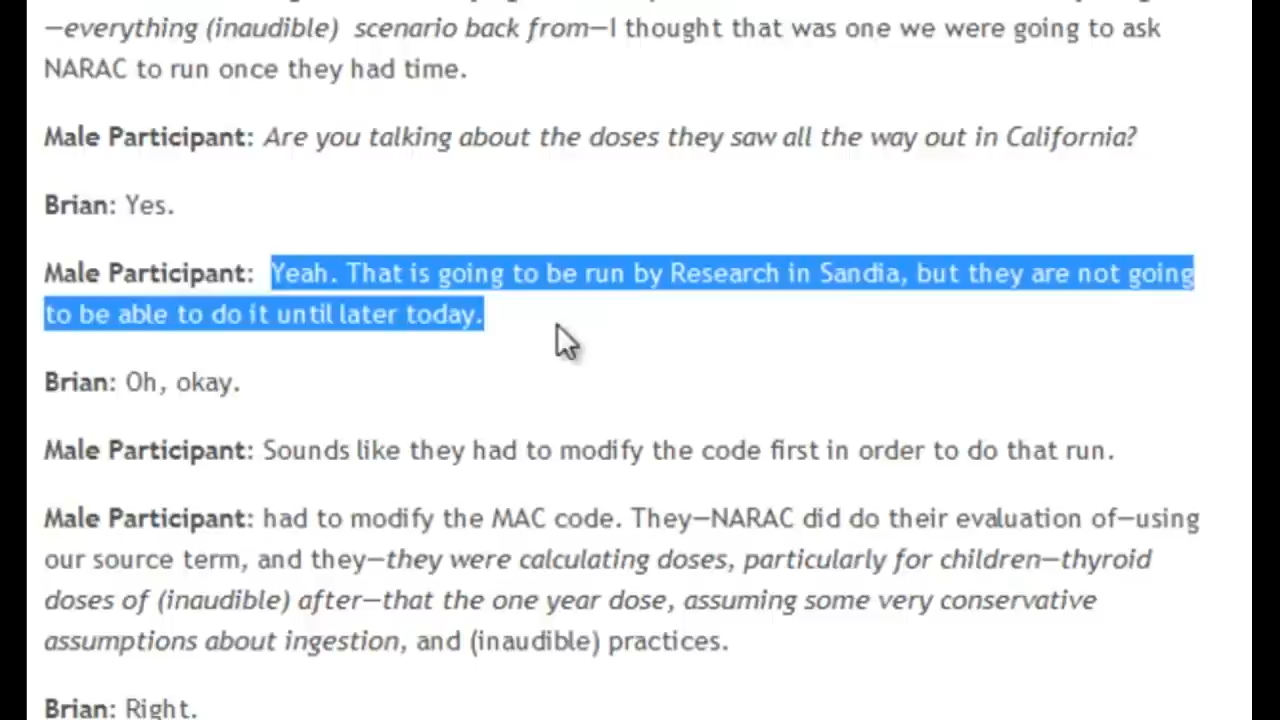 —everything (inaudible) scenario back from—I thought that was one we were going to ask
NARAC to run once they had time.
Male Participant: Are you talking about the doses they saw all the way out in California?
Brian: Yes.
Male Participant: Yeah. That is going to be run by Research in Sandia, but they are not going
to be able to do it until later today.
Brian: Oh, okay.
Male Participant: Sounds like they had to modify the code first in order to do that run.
Male Participant: had to modify the MAC code. They—NARAC did do their evaluation of—using
our source term, and they—they were calculating doses, particularly for children—thyroid
doses of (inaudible) after—that the one year dose, assuming some very conservative
assumptions about ingestion, and (inaudible) practices.
Brian: Right.